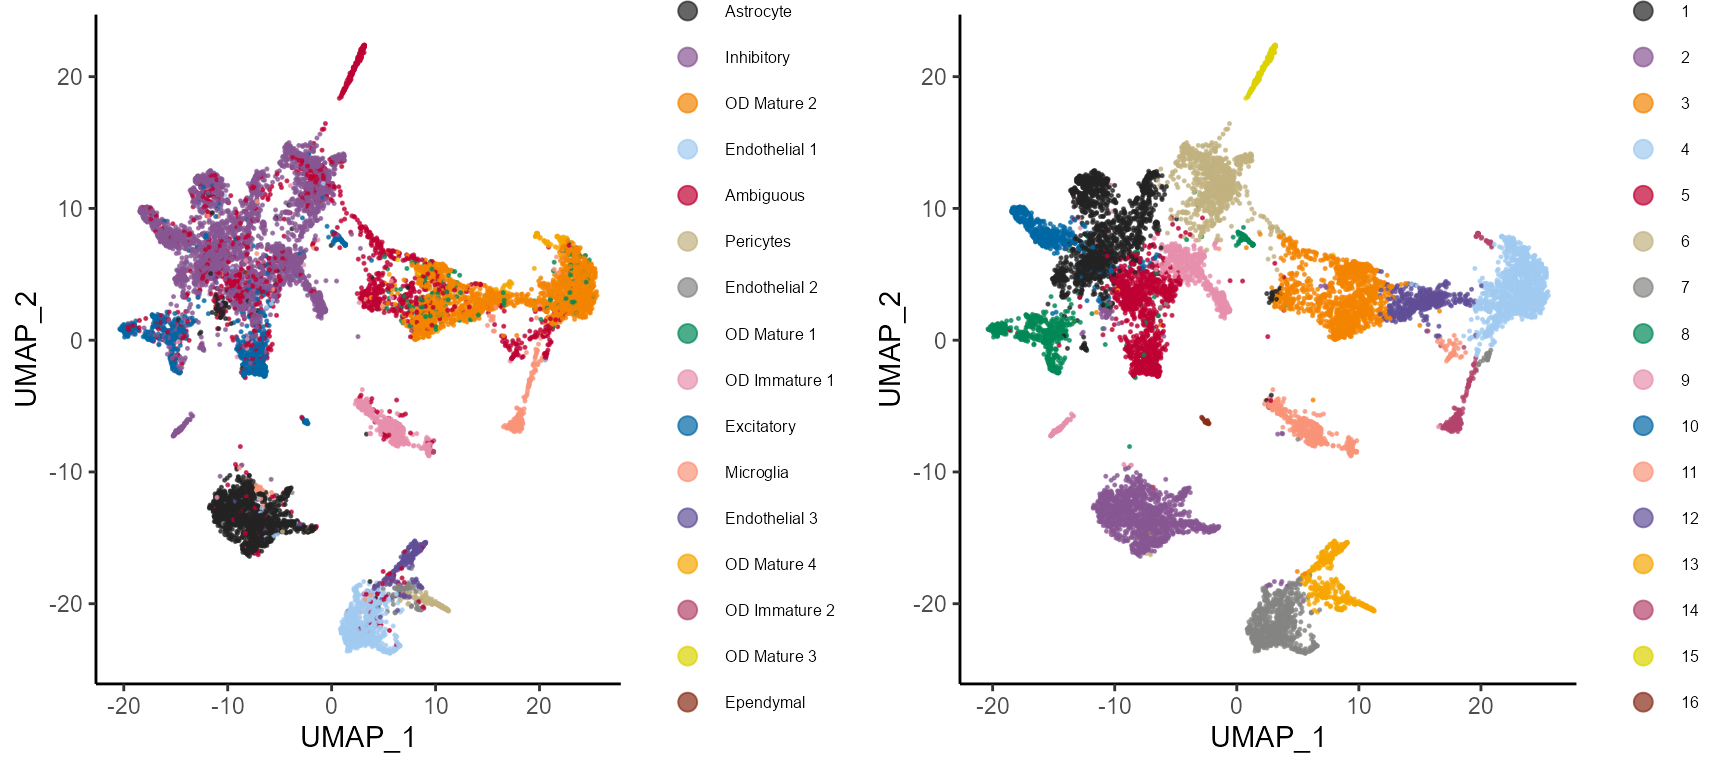 UMAP_2
20
10
0
-10
-20
-20
-10
0
10
20
UMAP_1
Astrocyte
Inhibitory
OD Mature 2
Endothelial 1
Ambiguous
Pericytes
Endothelial 2
OD Mature 1
OD Immature 1
Excitatory
Microglia
Endothelial 3
OD Mature 4
OD Immature 2
OD Mature 3
Ependymal
UMAP_2
20
10
0
-10
-20
-20
-10
0
10
20
UMAP_1
1
2
3
4
5
6
7
8
9
10
11
12
13
14
15
16